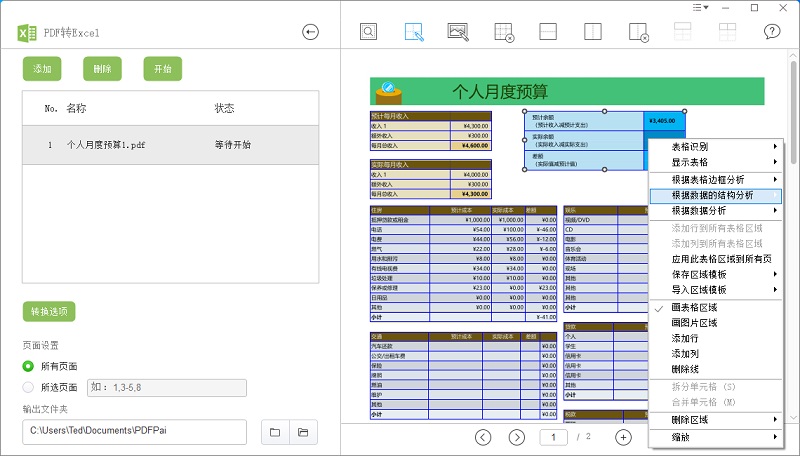 PDF转Excel
添加 删除 开始
No. 名称 状态
1 个人月度预算1.pdf 等待开始
转换选项
页面设置
所有页面
所选页面 如：1,3-5,8
输出文件夹
C:\Users\Ted\Documents\PDFPai
个人月度预算
预计每月收入
收入 1 ¥4,300.00
额外收入 ¥300.00
每月总收入 ¥4,600.00
预计余额
（预计收入减预计支出） ¥3,405.00
实际余额
（实际收入减实际支出）
差额
（实际值减预计值）
实际每月收入
收入 1 ¥4,000.00
额外收入 ¥300.00
每月总收入 ¥4,300.00
住房 预计成本 实际成本 差额
抵押贷款或租金 ¥1,000.00 ¥1,000.00 ¥0.00
电话 ¥54.00 ¥100.00 ¥-46.00
电费 ¥44.00 ¥56.00 ¥-12.00
燃气 ¥22.00 ¥28.00 ¥-6.00
用水和排污 ¥8.00 ¥8.00 ¥0.00
有线电视费 ¥34.00 ¥34.00 ¥0.00
垃圾处理 ¥10.00 ¥10.00 ¥0.00
保养或修理 ¥23.00 ¥0.00 ¥23.00
日用品 ¥0.00 ¥0.00 ¥0.00
其他 ¥0.00 ¥0.00 ¥0.00
小计 ¥-41.00
娱乐
视频/DVD
CD
电影
音乐会
体育活动
现场
其他
其他
其他
小计
交通 预计成本 实际成本 差额
汽车还款 ¥0.00
公交/出租车费 ¥0.00
保险 ¥0.00
牌照 ¥0.00
燃油 ¥0.00
维护 ¥0.00
其他 ¥0.00
小计 ¥0.00
贷款
个人
学生
信用卡
信用卡
信用卡
其他
小计
税款
表格识别
显示表格
根据表格边框分析
根据数据的结构分析
根据数据分析
添加行到所有表格区域
添加列到所有表格区域
应用此表格区域到所有页
保存区域模板
导入区域模板
画表格区域
画图片区域
添加行
添加列
删除线
拆分单元格 (S)
合并单元格 (M)
删除区域
缩放
1 / 2